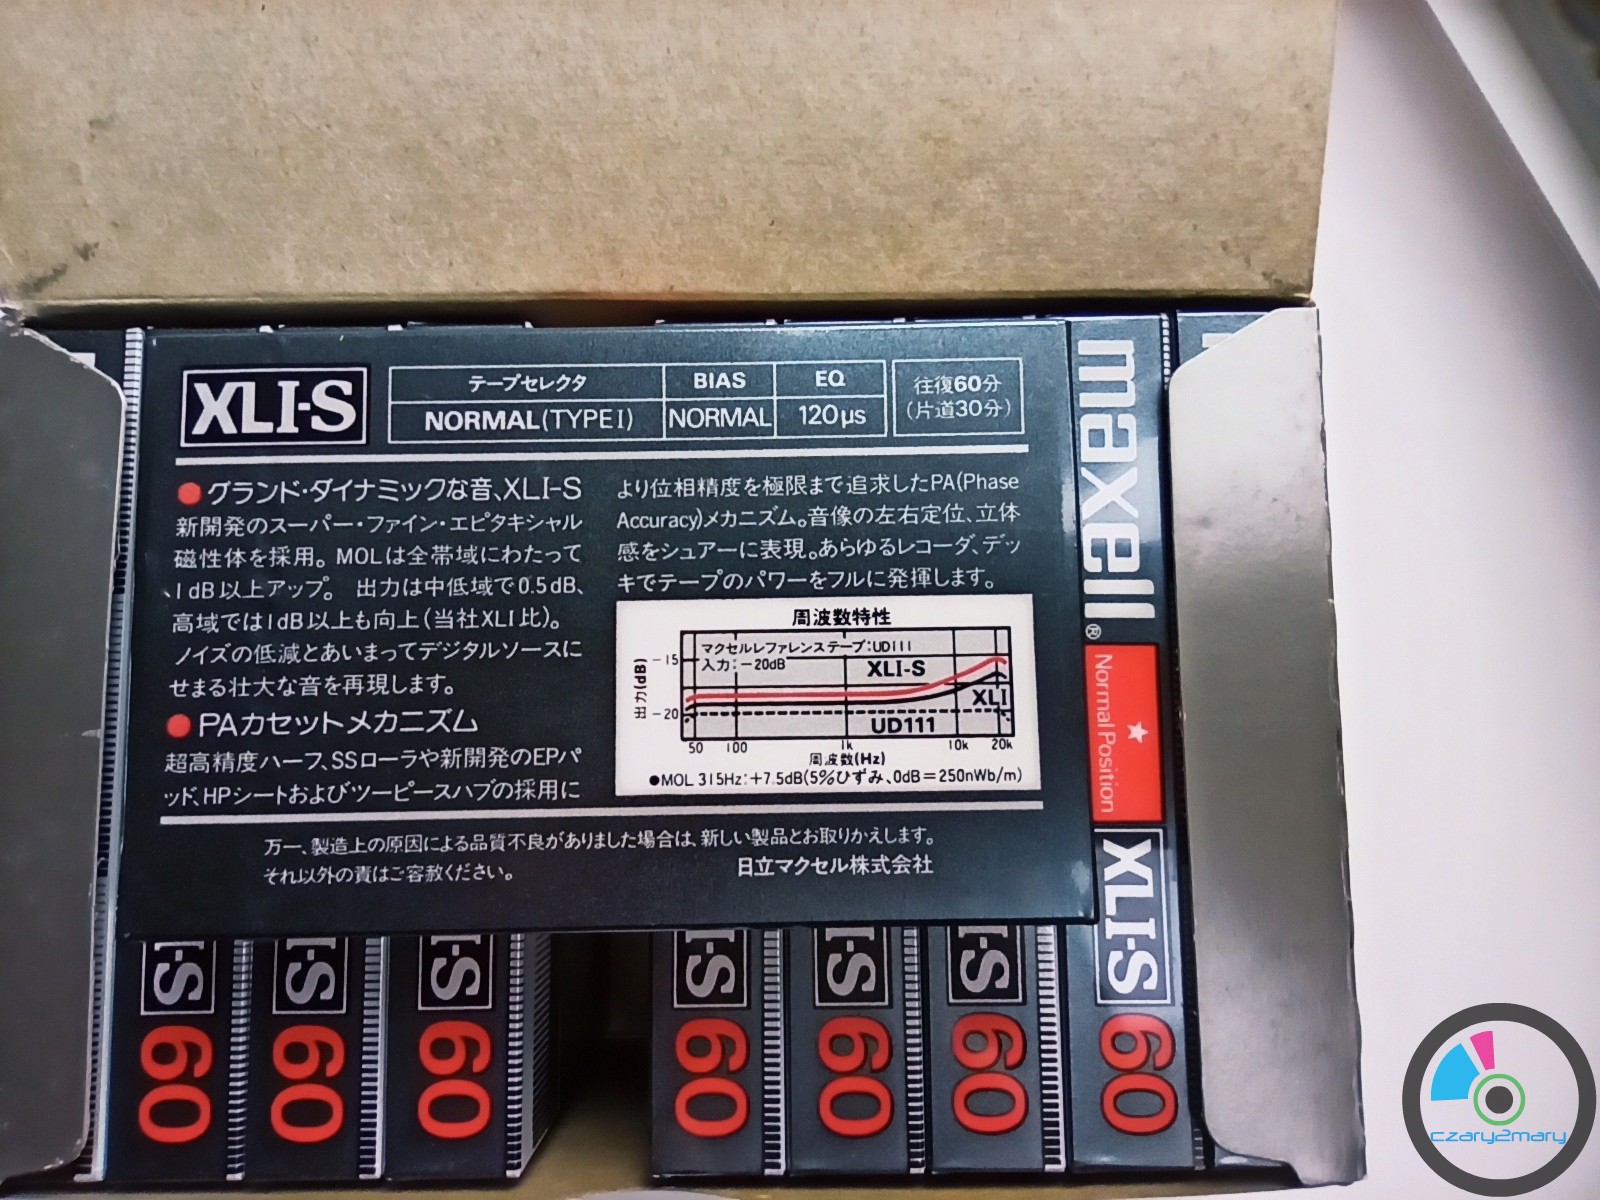 XLI-S
テープセレクタ BIAS EQ
NORMAL(TYPE I) NORMAL 120μs
往復60分
(片道30分)
●グランド・ダイナミックな音、XLI-S
新開発のスーパー・ファイン・エピタキシャル
磁性体を採用。MOLは全帯域にわたって
1dB以上アップ。出力は中低域で0.5dB、
高域では1dB以上も向上(当社XLI比)。
ノイズの低減とあいまってデジタルソースに
せまる壮大な音を再現します。
●PAカセットメカニズム
超高精度ハーフ、SSローラや新開発のEPパ
ッド、HPシートおよびツーピースハブの採用に
より位相精度を極限まで追求したPA(Phase
Accuracy)メカニズム。音像の左右定位、立体
感をシュアーに表現。あらゆるレコーダ、デッ
キでテープのパワーをフルに発揮します。
周波数特性
マクセルレファレンステープ:UD111
入力:-20dB
XLI-S
XLI
UD111
出力(dB)
-15
-20
50 100 1k 10k 20k
周波数(Hz)
●MOL 315Hz:+7.5dB(5%ひずみ、0dB=250nWb/m)
万一、製造上の原因による品質不良がありました場合は、新しい製品とお取りかえします。
それ以外の責はご容赦ください。
日立マクセル株式会社
maxell®
Normal Position
XLI-S
60
I-S
60
I-S
60
I-S
60
I-S
60
I-S
60
I-S
60
czary2mary